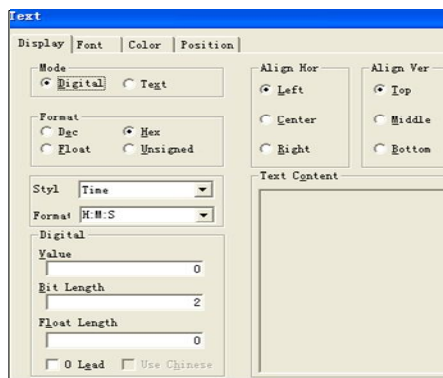 Text
Display Font Color Position
Mode
Digital Text
Format
Dec Hex
Float Unsigned
Styl Time
Format H:M:S
Digital
Value
0
Bit Length
2
Float Length
0
0 Lead Use Chinese
Align Hor
Left
Center
Right
Align Ver
Top
Middle
Bottom
Text Content